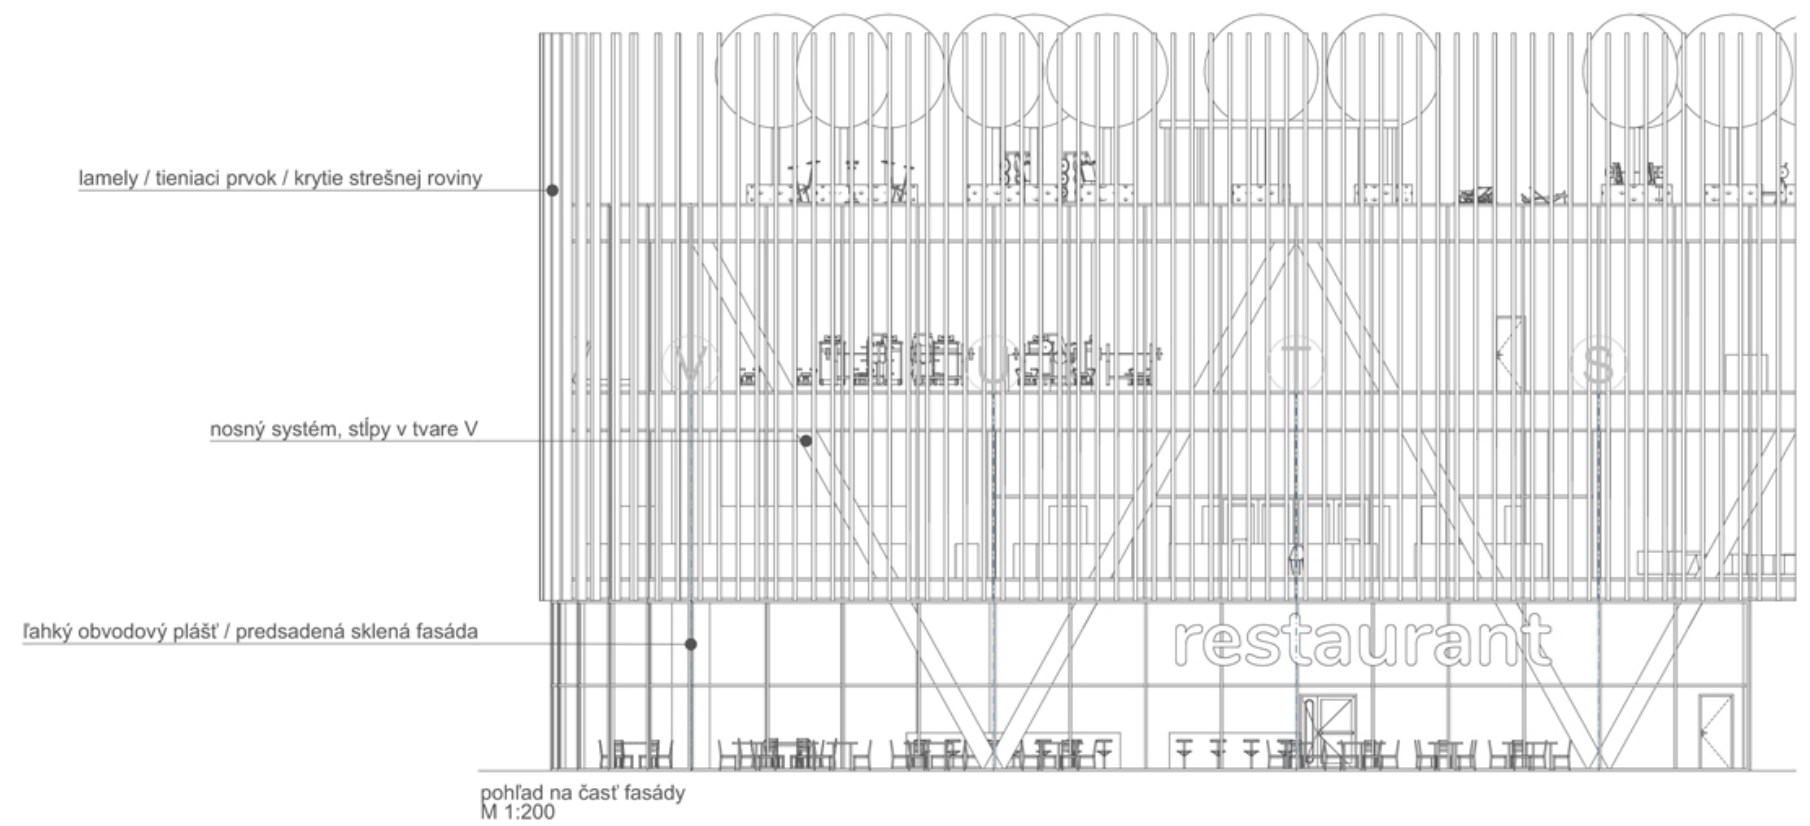 lamely / tieniaci prvok / krytie strešnej roviny
V U T S
nosný systém, stĺpy v tvare V
ľahký obvodový plášť / predsadená sklená fasáda
restaurant
pohľad na časť fasády
M 1:200